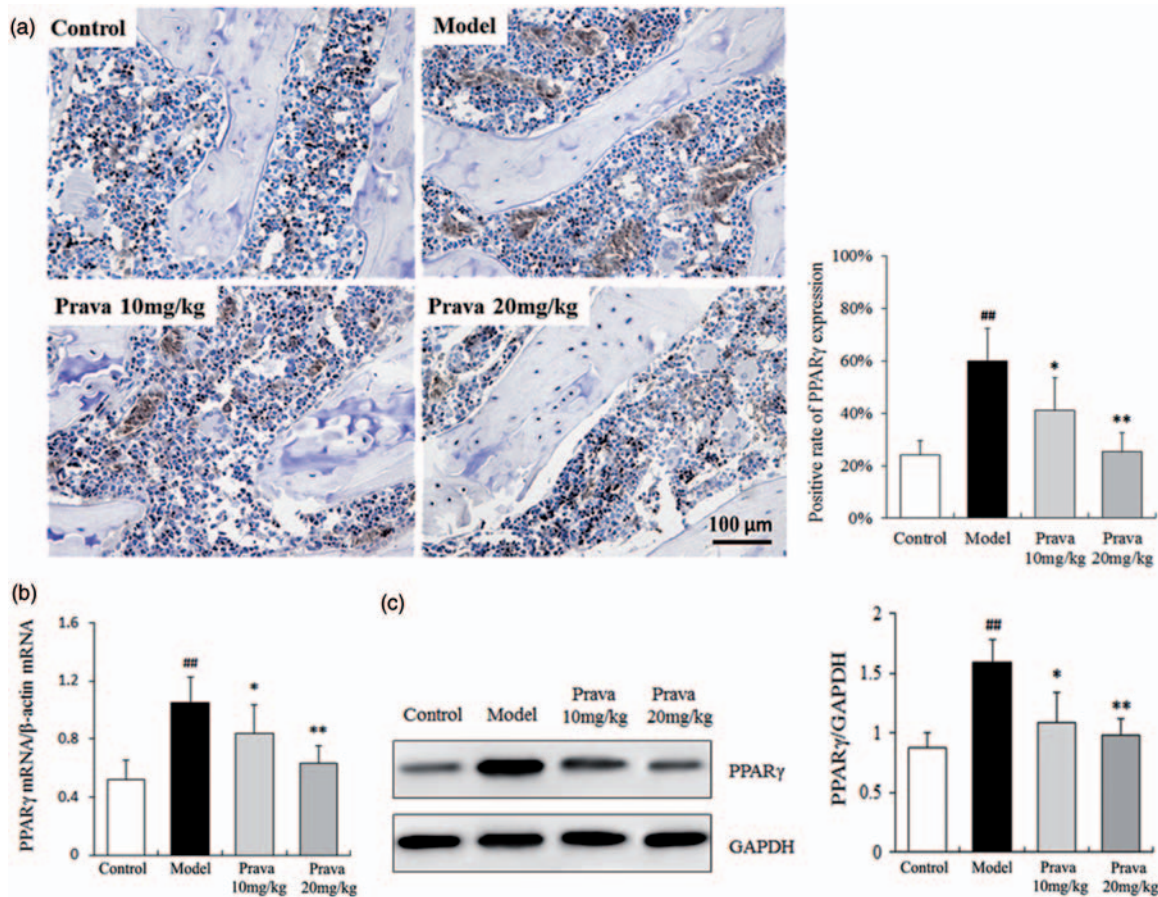 (a)
Control
Model
Prava 10mg/kg
Prava 20mg/kg
100 µm
Positive rate of PPARγ expression
100%
80%
60%
40%
20%
0%
##
*
**
Control
Model
Prava
10mg/kg
Prava
20mg/kg
(b)
PPARγ mRNA/β-actin mRNA
1.6
1.2
0.8
0.4
0
##
*
**
Control
Model
Prava
10mg/kg
Prava
20mg/kg
(c)
Control
Model
Prava
10mg/kg
Prava
20mg/kg
PPARγ
GAPDH
PPARγ/GAPDH
2
1.5
1
0.5
0
##
*
**
Control
Model
Prava
10mg/kg
Prava
20mg/kg